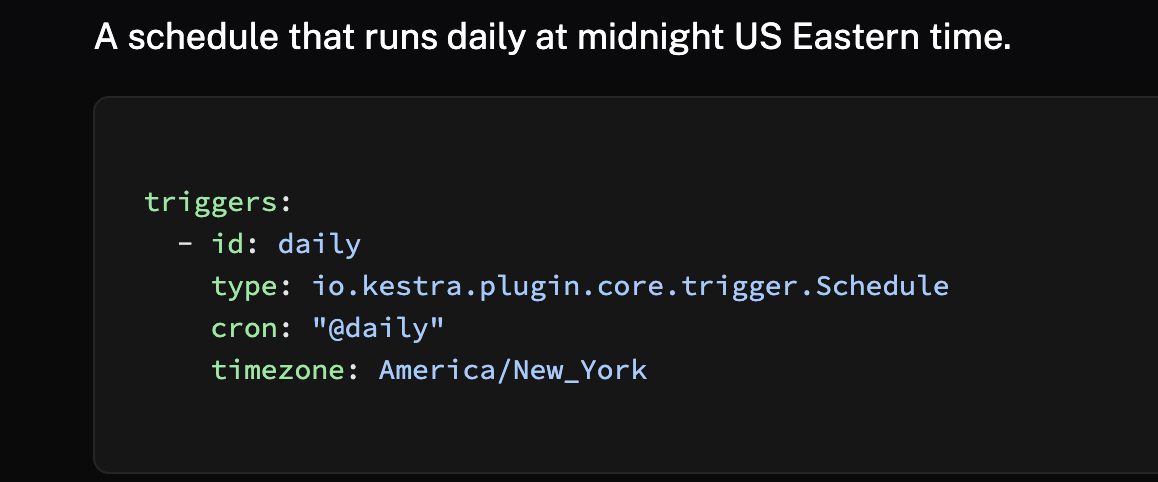 A schedule that runs daily at midnight US Eastern time.
triggers:
  - id: daily
    type: io.kestra.plugin.core.trigger.Schedule
    cron: "@daily"
    timezone: America/New_York